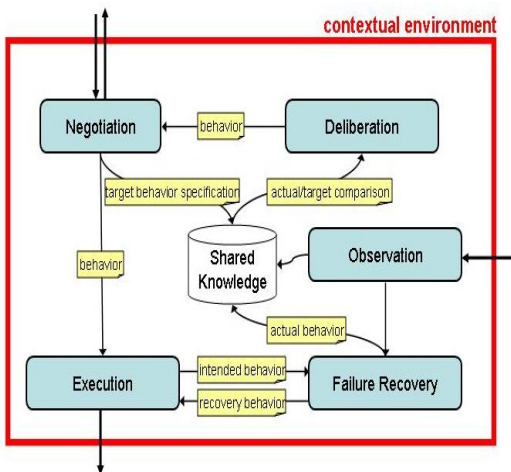 contextual environment
Negotiation
behavior
Deliberation
target behavior specification
actual/target comparison
Shared
Knowledge
Observation
behavior
actual behavior
Execution
intended behavior
recovery behavior
Failure Recovery